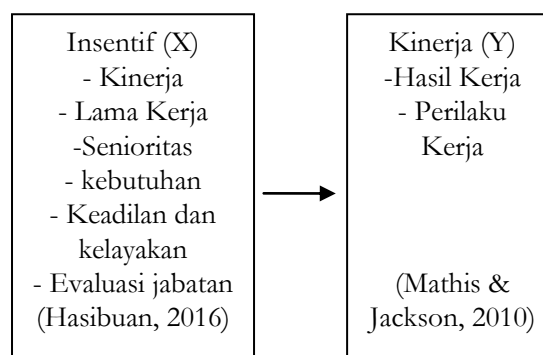 Insentif (X)
- Kinerja
- Lama Kerja
-Senioritas
- kebutuhan
- Keadilan dan
kelayakan
- Evaluasi jabatan
(Hasibuan, 2016)
Kinerja (Y)
-Hasil Kerja
- Perilaku
Kerja
(Mathis &
Jackson, 2010)